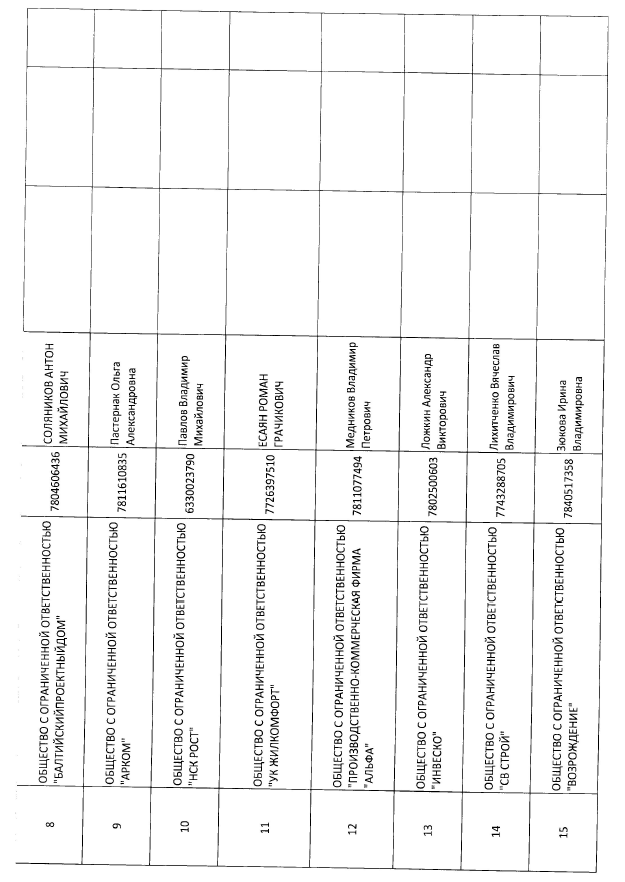 8
ОБЩЕСТВО С ОГРАНИЧЕННОЙ ОТВЕТСТВЕННОСТЬЮ
"БАЛТИЙСКИЙПРОЕКТНЫЙДОМ"
7804606436
СОЛЯНИКОВ АНТОН
МИХАЙЛОВИЧ
9
ОБЩЕСТВО С ОГРАНИЧЕННОЙ ОТВЕТСТВЕННОСТЬЮ
"АРКОМ"
7811610835
Пастернак Ольга
Александровна
10
ОБЩЕСТВО С ОГРАНИЧЕННОЙ ОТВЕТСТВЕННОСТЬЮ
"НСК РОСТ"
6330023790
Павлов Владимир
Михайлович
11
ОБЩЕСТВО С ОГРАНИЧЕННОЙ ОТВЕТСТВЕННОСТЬЮ
"УК ЖИЛКОМФОРТ"
7726397510
ЕСАЯН РОМАН
ГРАЧИКОВИЧ
12
ОБЩЕСТВО С ОГРАНИЧЕННОЙ ОТВЕТСТВЕННОСТЬЮ
"ПРОИЗВОДСТВЕННО-КОММЕРЧЕСКАЯ ФИРМА
"АЛЬФА"
7811077494
Медников Владимир
Петрович
13
ОБЩЕСТВО С ОГРАНИЧЕННОЙ ОТВЕТСТВЕННОСТЬЮ
"ИНВЕСКО"
7802500603
Ложкин Александр
Викторович
14
ОБЩЕСТВО С ОГРАНИЧЕННОЙ ОТВЕТСТВЕННОСТЬЮ
"СВ СТРОЙ"
7743288705
Лихитченко Вячеслав
Владимирович
15
ОБЩЕСТВО С ОГРАНИЧЕННОЙ ОТВЕТСТВЕННОСТЬЮ
"ВОЗРОЖДЕНИЕ"
7840517358
Зюкова Ирина
Владимировна